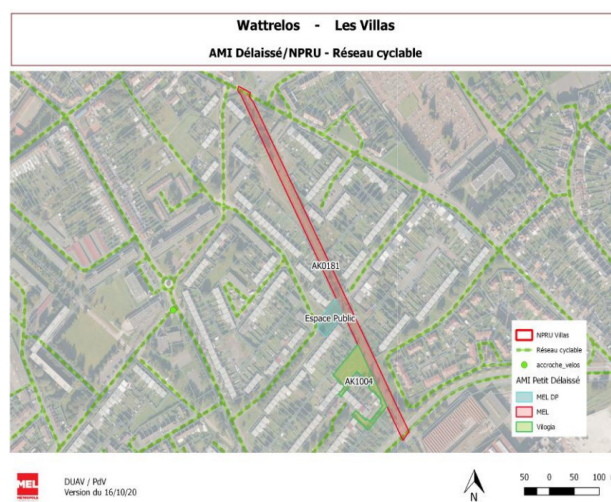 Wattrelos - Les Villas
AMI Délaissé/NPRU - Réseau cyclable
AK0181
Espace Public
AK1004
NPRU Villas
Réseau cyclable
accroche_velos
AMI Petit Délaissé
MEL DP
MEL
Vilogia
MEL
DUAV / PdV
Version du 16/10/20
N
50 0 50 100